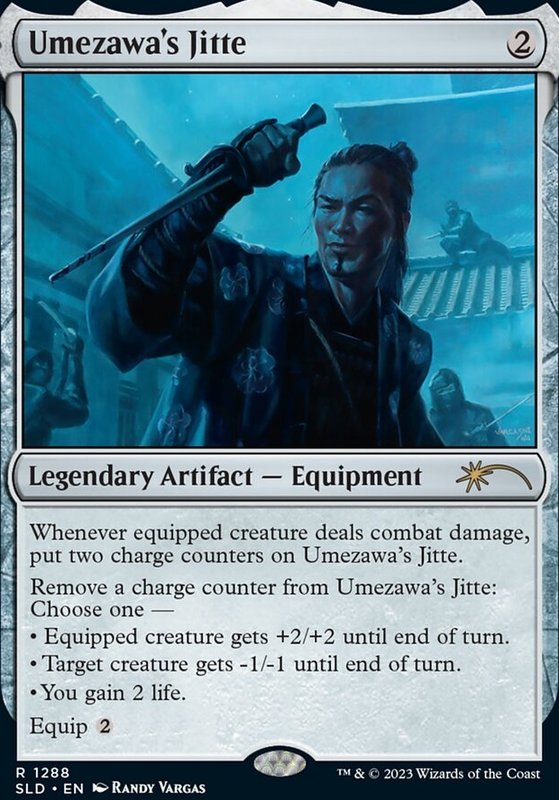 Umezawa's Jitte 2
Legendary Artifact — Equipment
Whenever equipped creature deals combat damage,
put two charge counters on Umezawa's Jitte.
Remove a charge counter from Umezawa's Jitte:
Choose one —
• Equipped creature gets +2/+2 until end of turn.
• Target creature gets -1/-1 until end of turn.
• You gain 2 life.
Equip 2
R 1288
SLD • EN Randy Vargas
™ & © 2023 Wizards of the Coast